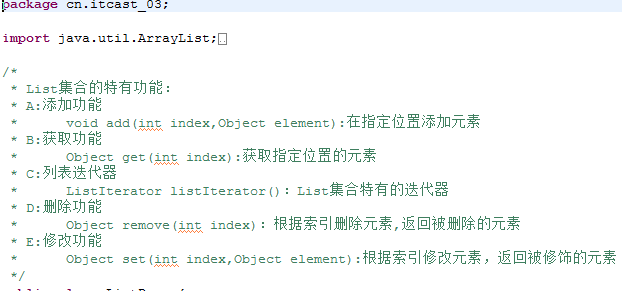 package cn.itcast_03;
import java.util.ArrayList;
/*
 * List集合的特有功能：
 * A:添加功能
 *     void add(int index,Object element):在指定位置添加元素
 * B:获取功能
 *     Object get(int index):获取指定位置的元素
 * C:列表迭代器
 *     ListIterator listIterator()：List集合特有的迭代器
 * D:删除功能
 *     Object remove(int index)：根据索引删除元素,返回被删除的元素
 * E:修改功能
 *     Object set(int index,Object element):根据索引修改元素，返回被修饰的元素
 */